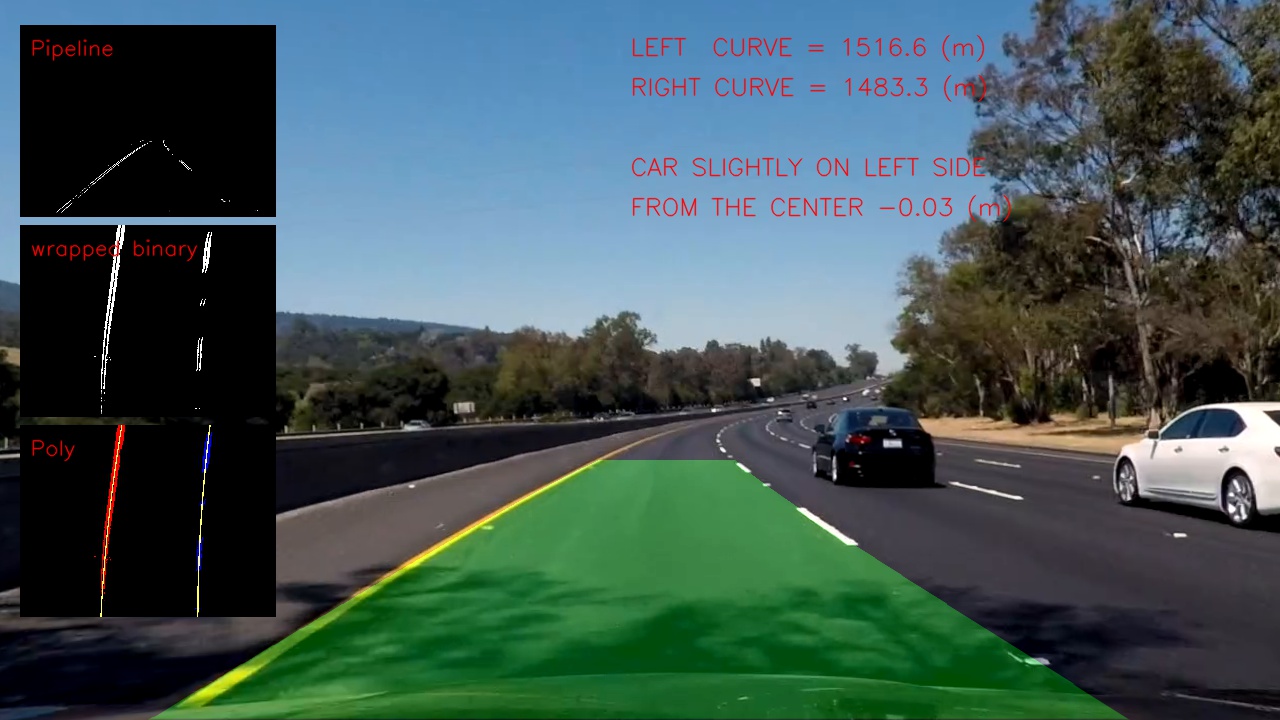 Pipeline
wrapped binary
Poly
LEFT CURVE = 1516.6 (m)
RIGHT CURVE = 1483.3 (m)
CAR SLIGHTLY ON LEFT SIDE
FROM THE CENTER -0.03 (m)